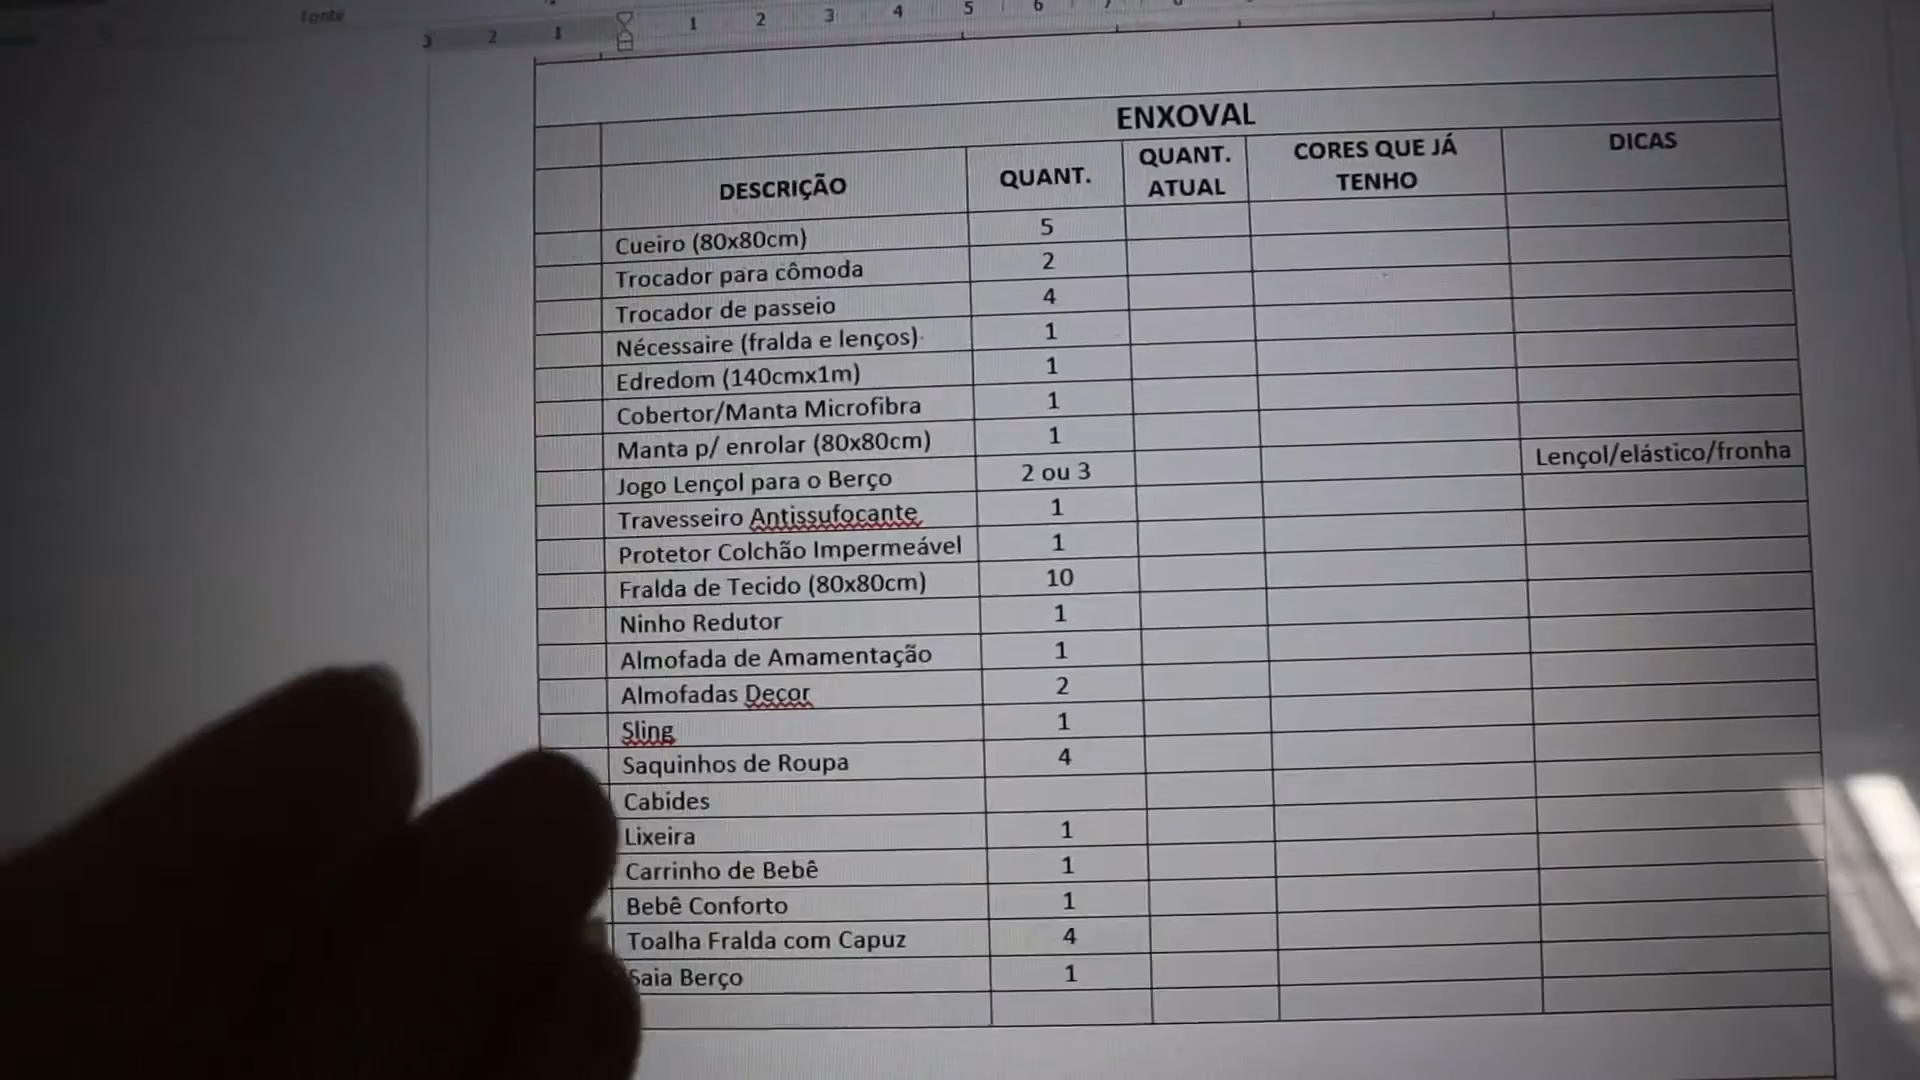 Fonte
3 2 1 1 2 3 4 5 6 7 8
ENXOVAL
DESCRIÇÃO QUANT. QUANT. ATUAL CORES QUE JÁ TENHO DICAS
Cueiro (80x80cm) 5
Trocador para cômoda 2
Trocador de passeio 4
Nécessaire (fralda e lenços) 1
Edredom (140cmx1m) 1
Cobertor/Manta Microfibra 1
Manta p/ enrolar (80x80cm) 1
Jogo Lençol para o Berço 2 ou 3 Lençol/elástico/fronha
Travesseiro Antissufocante 1
Protetor Colchão Impermeável 1
Fralda de Tecido (80x80cm) 10
Ninho Redutor 1
Almofada de Amamentação 1
Almofadas Decor 2
Sling 1
Saquinhos de Roupa 4
Cabides
Lixeira 1
Carrinho de Bebê 1
Bebê Conforto 1
Toalha Fralda com Capuz 4
Saia Berço 1